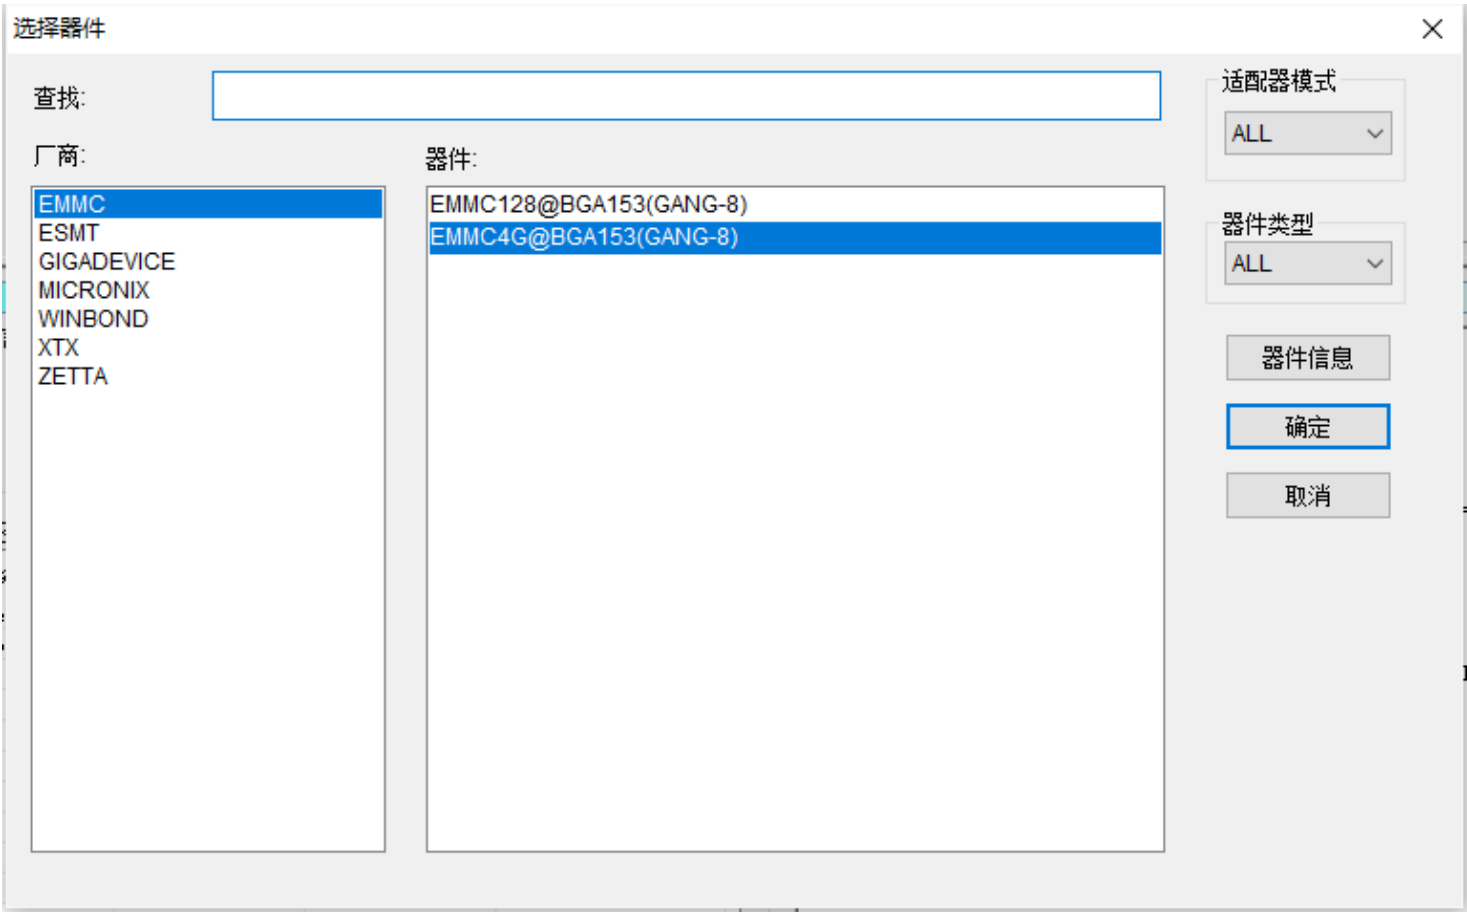 选择器件
查找:
适配器模式
ALL
厂商:
器件:
EMMC
ESMT
GIGADEVICE
MICRONIX
WINBOND
XTX
ZETTA
EMMC128@BGA153(GANG-8)
EMMC4G@BGA153(GANG-8)
器件类型
ALL
器件信息
确定
取消